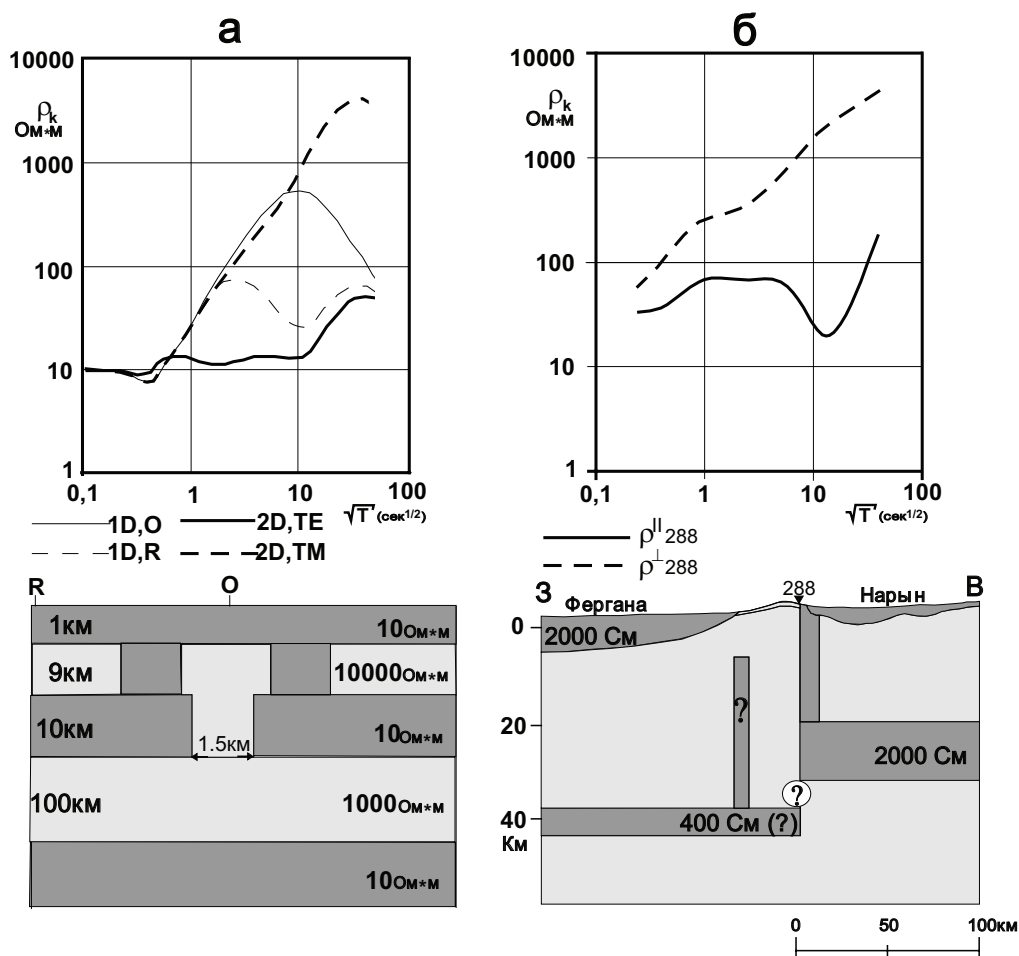 а
10000
ρk
Ом*м
1000
100
10
1
0,1 1 10 100
√T (сек1/2)
1D,O 2D,TE
1D,R 2D,TM
R O
1км 10Ом*м
9км 10000Ом*м
10км 10Ом*м
1.5км
100км 1000Ом*м
10Ом*м
б
10000
ρk
Ом*м
1000
100
10
1
0,1 1 10 100
√T (сек1/2)
ρ|| 288
ρ⊥ 288
З 288 В
Фергана Нарын
0
2000 См
?
20
2000 См
?
40
400 См (?)
Км
0 50 100км